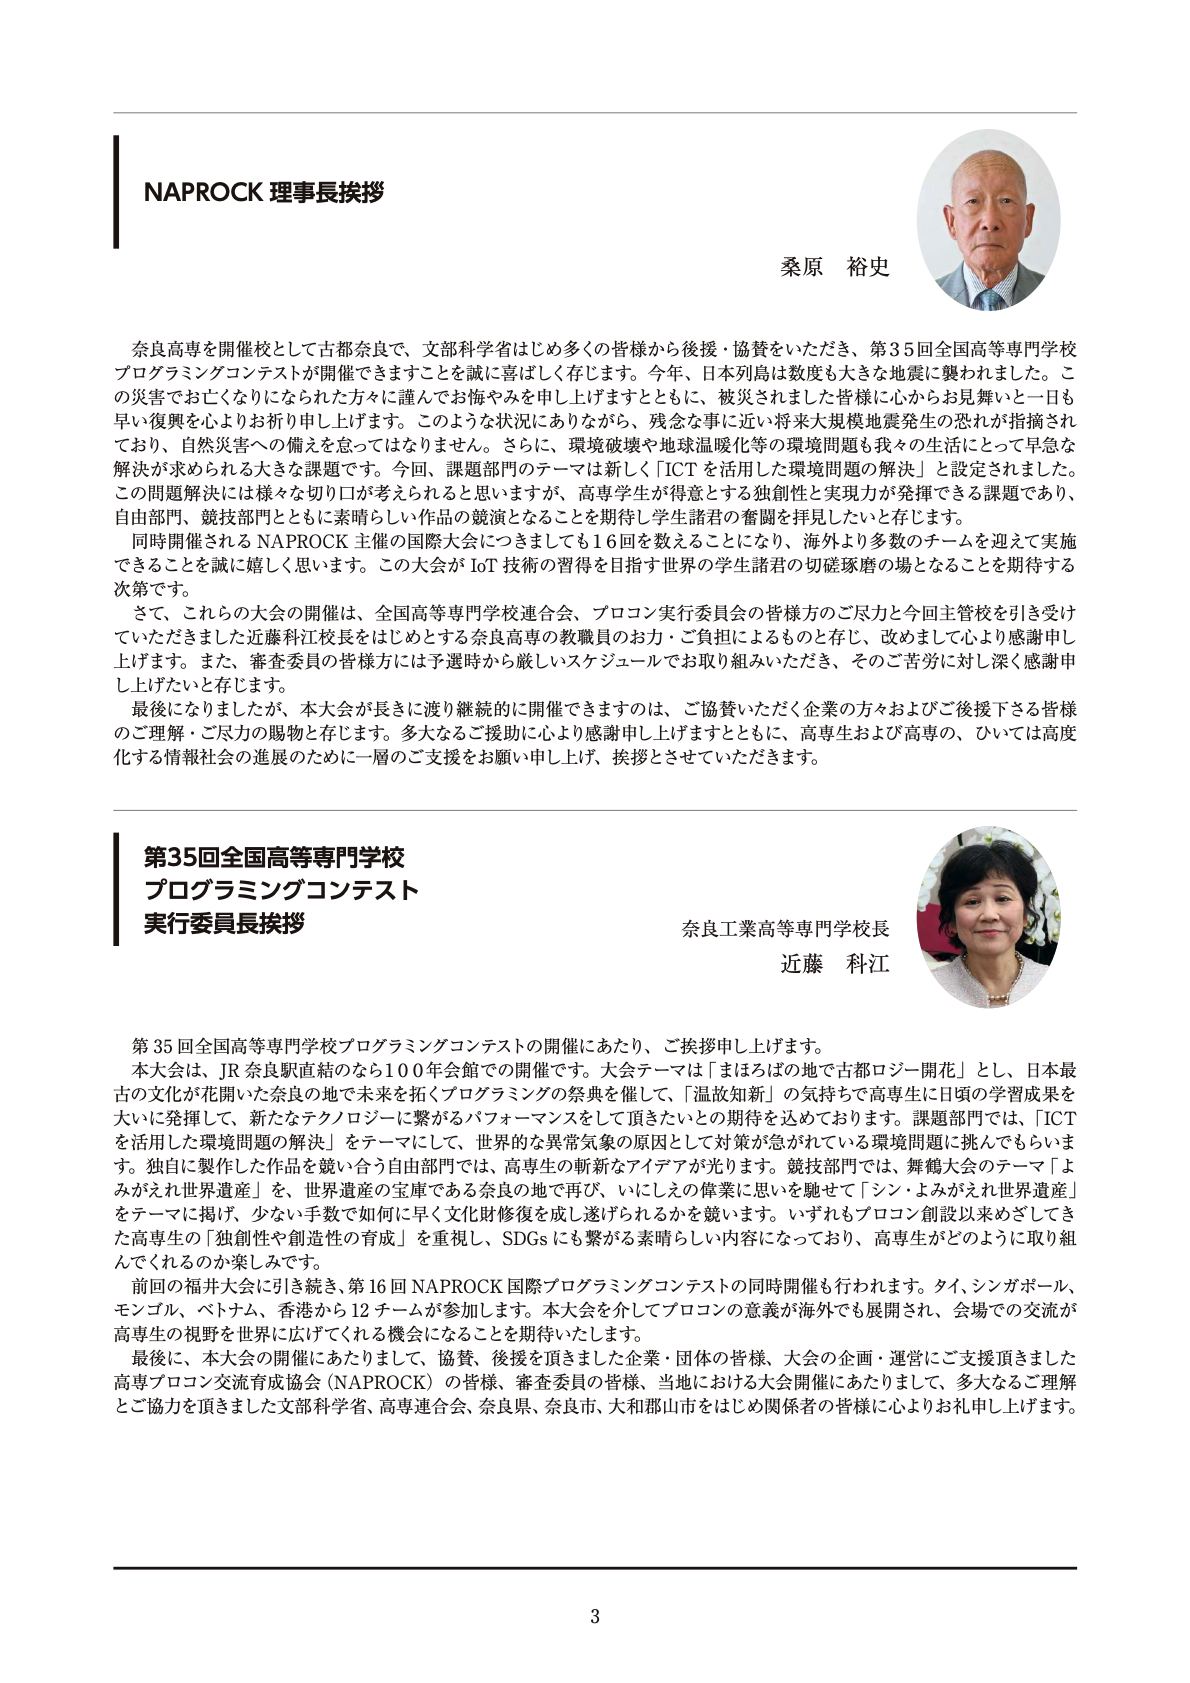 NAPROCK 理事長挨拶
桑原　裕史
　奈良高専を開催校として古都奈良で、文部科学省はじめ多くの皆様から後援・協賛をいただき、第３５回全国高等専門学校
プログラミングコンテストが開催できますことを誠に喜ばしく存じます。今年、日本列島は数度も大きな地震に襲われました。こ
の災害でお亡くなりになられた方々に謹んでお悔やみを申し上げますとともに、被災されました皆様に心からお見舞いと一日も
早い復興を心よりお祈り申し上げます。このような状況にありながら、残念な事に近い将来大規模地震発生の恐れが指摘され
ており、自然災害への備えを怠ってはなりません。さらに、環境破壊や地球温暖化等の環境問題も我々の生活にとって早急な
解決が求められる大きな課題です。今回、課題部門のテーマは新しく「ICT を活用した環境問題の解決」と設定されました。
この問題解決には様々な切り口が考えられると思いますが、高専学生が得意とする独創性と実現力が発揮できる課題であり、
自由部門、競技部門とともに素晴らしい作品の競演となることを期待し学生諸君の奮闘を拝見したいと存じます。
　同時開催される NAPROCK 主催の国際大会につきましても１６回を数えることになり、海外より多数のチームを迎えて実施
できることを誠に嬉しく思います。この大会が IoT 技術の習得を目指す世界の学生諸君の切磋琢磨の場となることを期待する
次第です。
　さて、これらの大会の開催は、全国高等専門学校連合会、プロコン実行委員会の皆様方のご尽力と今回主管校を引き受け
ていただきました近藤科江校長をはじめとする奈良高専の教職員のお力・ご負担によるものと存じ、改めまして心より感謝申し
上げます。また、審査委員の皆様方には予選時から厳しいスケジュールでお取り組みいただき、そのご苦労に対し深く感謝申
し上げたいと存じます。
　最後になりましたが、本大会が長きに渡り継続的に開催できますのは、ご協賛いただく企業の方々およびご後援下さる皆様
のご理解・ご尽力の賜物と存じます。多大なるご援助に心より感謝申し上げますとともに、高専生および高専の、ひいては高度
化する情報社会の進展のために一層のご支援をお願い申し上げ、挨拶とさせていただきます。
第35回全国高等専門学校
プログラミングコンテスト
実行委員長挨拶
奈良工業高等専門学校長
近藤　科江
　第 35 回全国高等専門学校プログラミングコンテストの開催にあたり、ご挨拶申し上げます。
　本大会は、JR 奈良駅直結のなら１００年会館での開催です。大会テーマは「まほろばの地で古都ロジー開花」とし、日本最
古の文化が花開いた奈良の地で未来を拓くプログラミングの祭典を催して、「温故知新」の気持ちで高専生に日頃の学習成果を
大いに発揮して、新たなテクノロジーに繋がるパフォーマンスをして頂きたいとの期待を込めております。課題部門では、「ICT
を活用した環境問題の解決」をテーマにして、世界的な異常気象の原因として対策が急がれている環境問題に挑んでもらいま
す。独自に製作した作品を競い合う自由部門では、高専生の斬新なアイデアが光ります。競技部門では、舞鶴大会のテーマ「よ
みがえれ世界遺産」を、世界遺産の宝庫である奈良の地で再び、いにしえの偉業に思いを馳せて「シン・よみがえれ世界遺産」
をテーマに掲げ、少ない手数で如何に早く文化財修復を成し遂げられるかを競います。いずれもプロコン創設以来めざしてき
た高専生の「独創性や創造性の育成」を重視し、SDGs にも繋がる素晴らしい内容になっており、高専生がどのように取り組
んでくれるのか楽しみです。
　前回の福井大会に引き続き、第 16 回 NAPROCK 国際プログラミングコンテストの同時開催も行われます。タイ、シンガポール、
モンゴル、ベトナム、香港から 12 チームが参加します。本大会を介してプロコンの意義が海外でも展開され、会場での交流が
高専生の視野を世界に広げてくれる機会になることを期待いたします。
　最後に、本大会の開催にあたりまして、協賛、後援を頂きました企業・団体の皆様、大会の企画・運営にご支援頂きました
高専プロコン交流育成協会（NAPROCK）の皆様、審査委員の皆様、当地における大会開催にあたりまして、多大なるご理解
とご協力を頂きました文部科学省、高専連合会、奈良県、奈良市、大和郡山市をはじめ関係者の皆様に心よりお礼申し上げます。
3